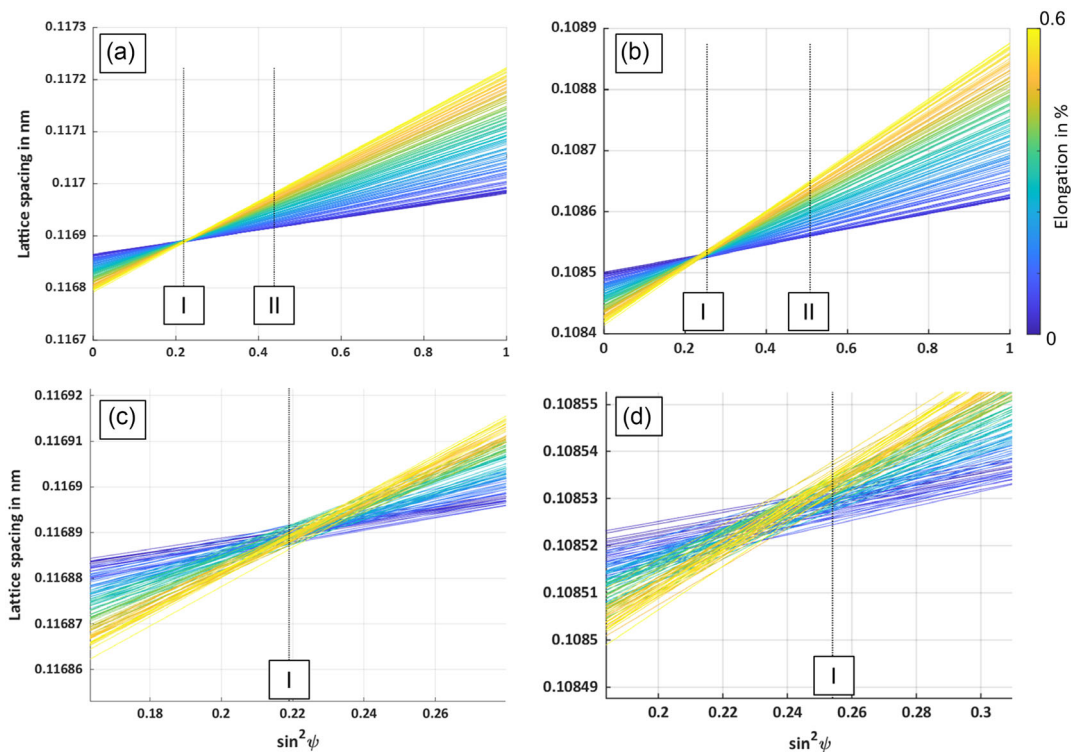 (a)
0.1173
0.1172
0.1171
0.117
0.1169
0.1168
0.1167
Lattice spacing in nm
0 0.2 0.4 0.6 0.8 1
I II
(b)
0.1089
0.1088
0.1087
0.1086
0.1085
0.1084
0 0.2 0.4 0.6 0.8 1
I II
0.6
Elongation in %
0
(c)
0.11692
0.11691
0.1169
0.11689
0.11688
0.11687
0.11686
Lattice spacing in nm
0.18 0.2 0.22 0.24 0.26
I
sin²ψ
(d)
0.10855
0.10854
0.10853
0.10852
0.10851
0.1085
0.10849
0.2 0.22 0.24 0.26 0.28 0.3
I
sin²ψ